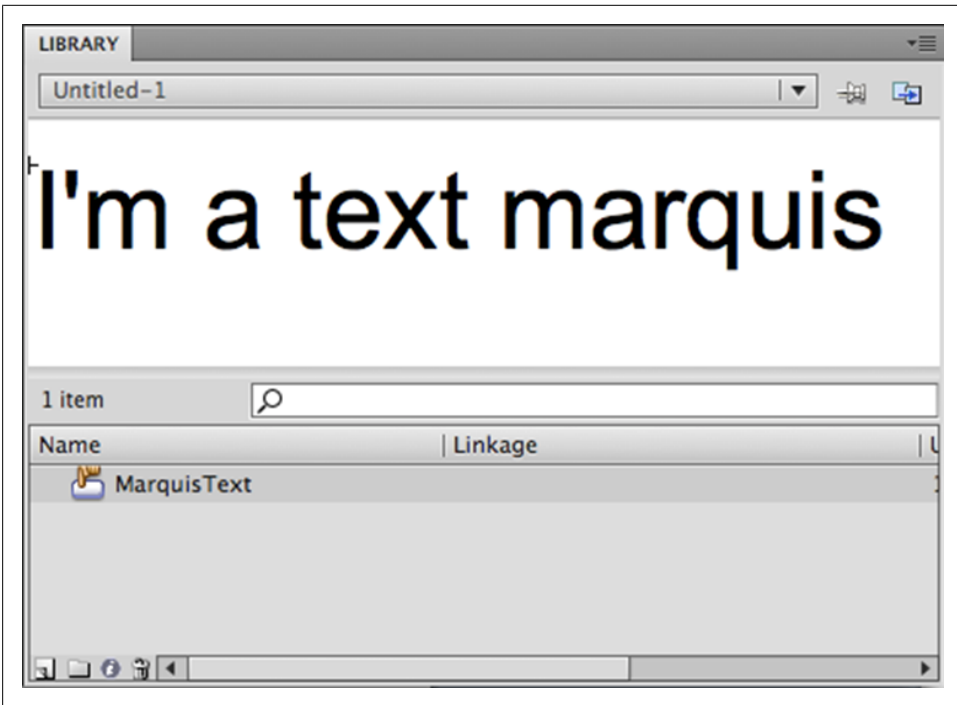 LIBRARY
Untitled-1
I'm a text marquis
1 item
Name Linkage
MarquisText